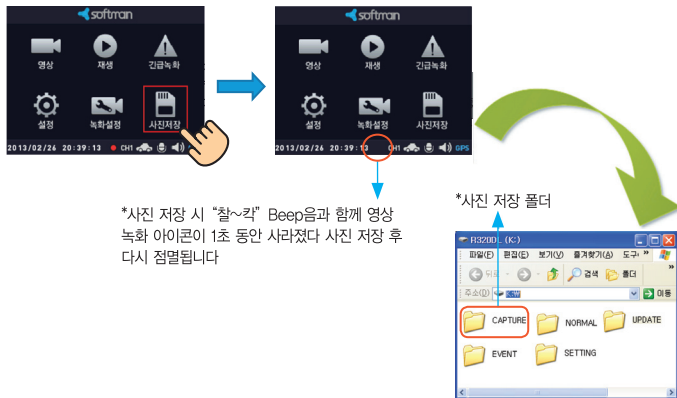 softman
softman
영상 재생 긴급녹화
영상 재생 긴급녹화
설정 녹화설정 사진저장
설정 녹화설정 사진저장
2013/02/26 20:39:13 CH1
2013/02/26 20:39:13 CH1 GPS
*사진 저장 시 “찰~칵” Beep음과 함께 영상
녹화 아이콘이 1초 동안 사라졌다 사진 저장 후
다시 점멸됩니다
*사진 저장 폴더
R320DL (K:)
파일(F) 편집(E) 보기(V) 즐겨찾기(A) 도구 »
뒤로 검색 폴더 »
주소(D) K:\ 이동
CAPTURE NORMAL UPDATE
EVENT SETTING